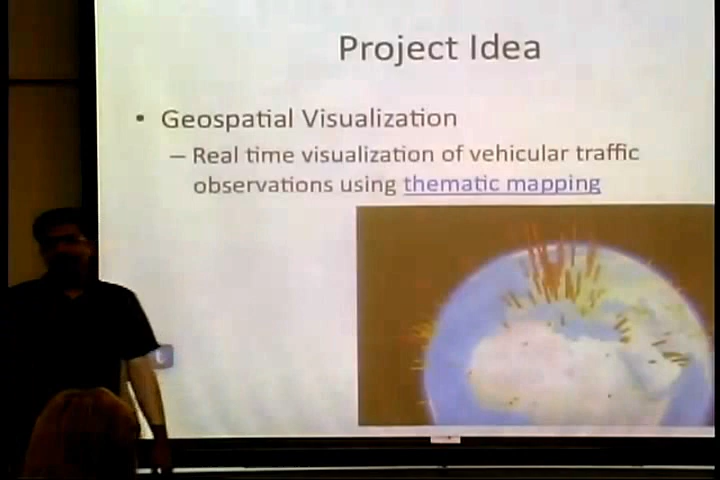 Project Idea
• Geospatial Visualization
– Real time visualization of vehicular traffic
observations using thematic mapping